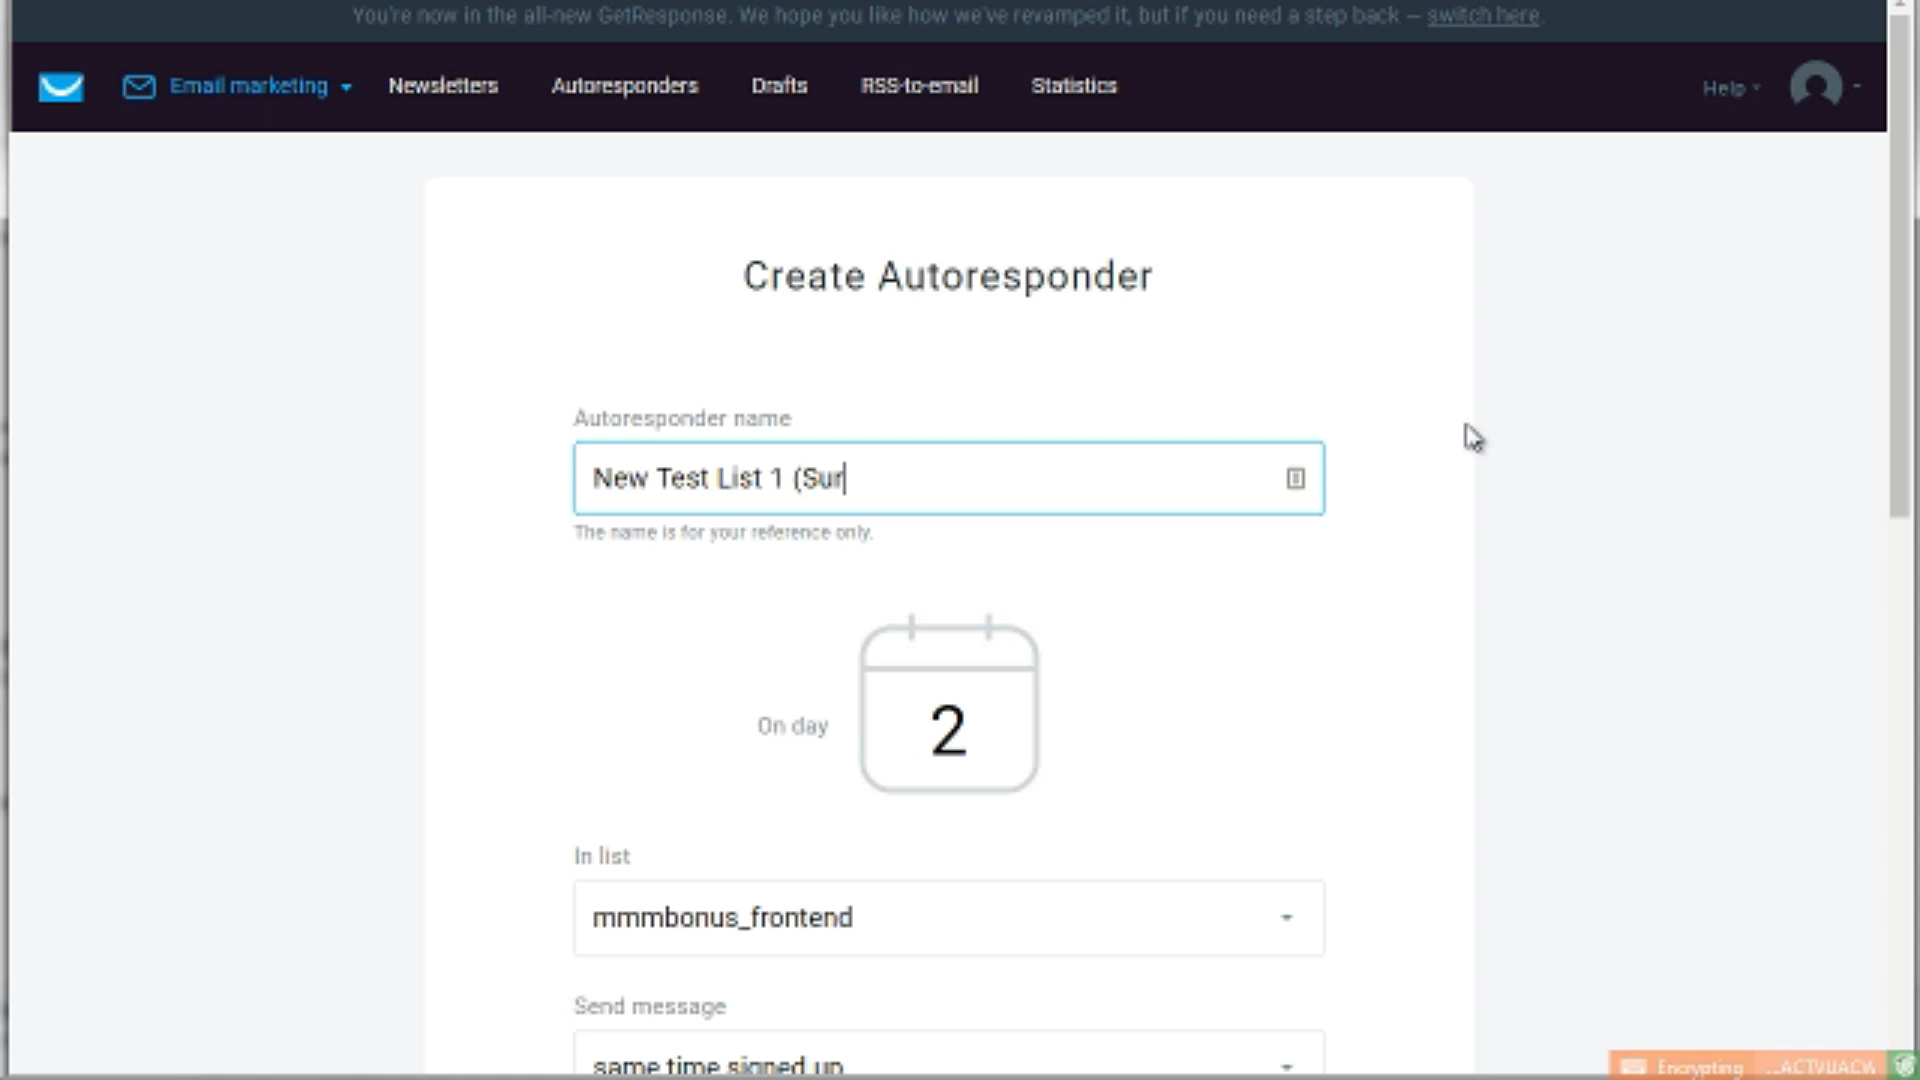 You're now in the all-new GetResponse. We hope you like how we've revamped it, but if you need a step back — switch here.
Email marketing Newsletters Autoresponders Drafts RSS-to-email Statistics Help
Create Autoresponder
Autoresponder name
New Test List 1 (Sur
The name is for your reference only.
On day 2
In list
mmmbonus_frontend
Send message
same time signed up
Encrypting